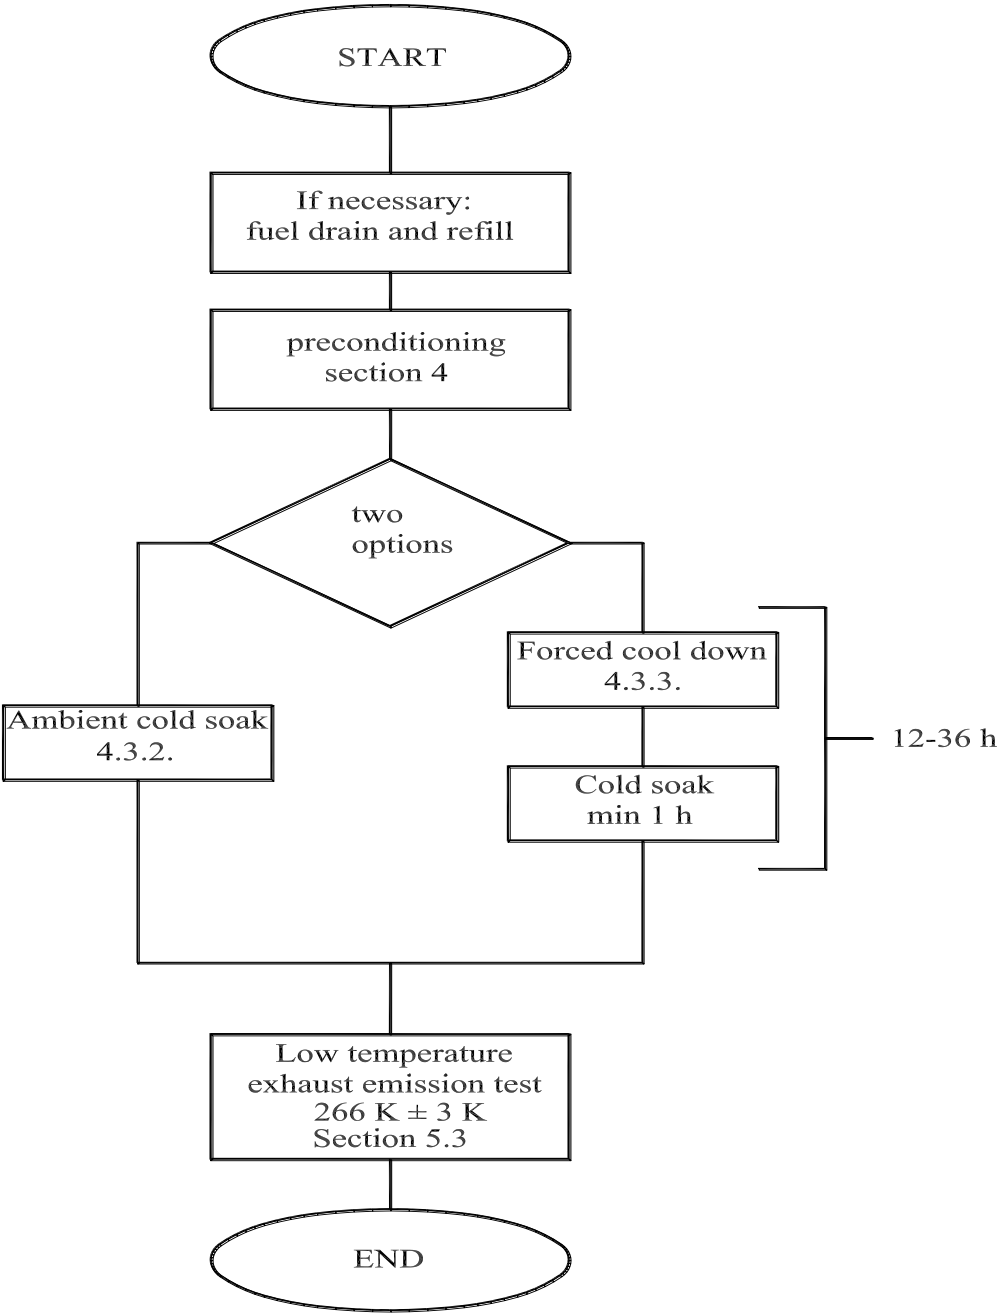 START
If necessary:
fuel drain and refill
preconditioning
section 4
two
options
Ambient cold soak
4.3.2.
Forced cool down
4.3.3.
Cold soak
min 1 h
12-36 h
Low temperature
exhaust emission test
266 K ± 3 K
Section 5.3
END